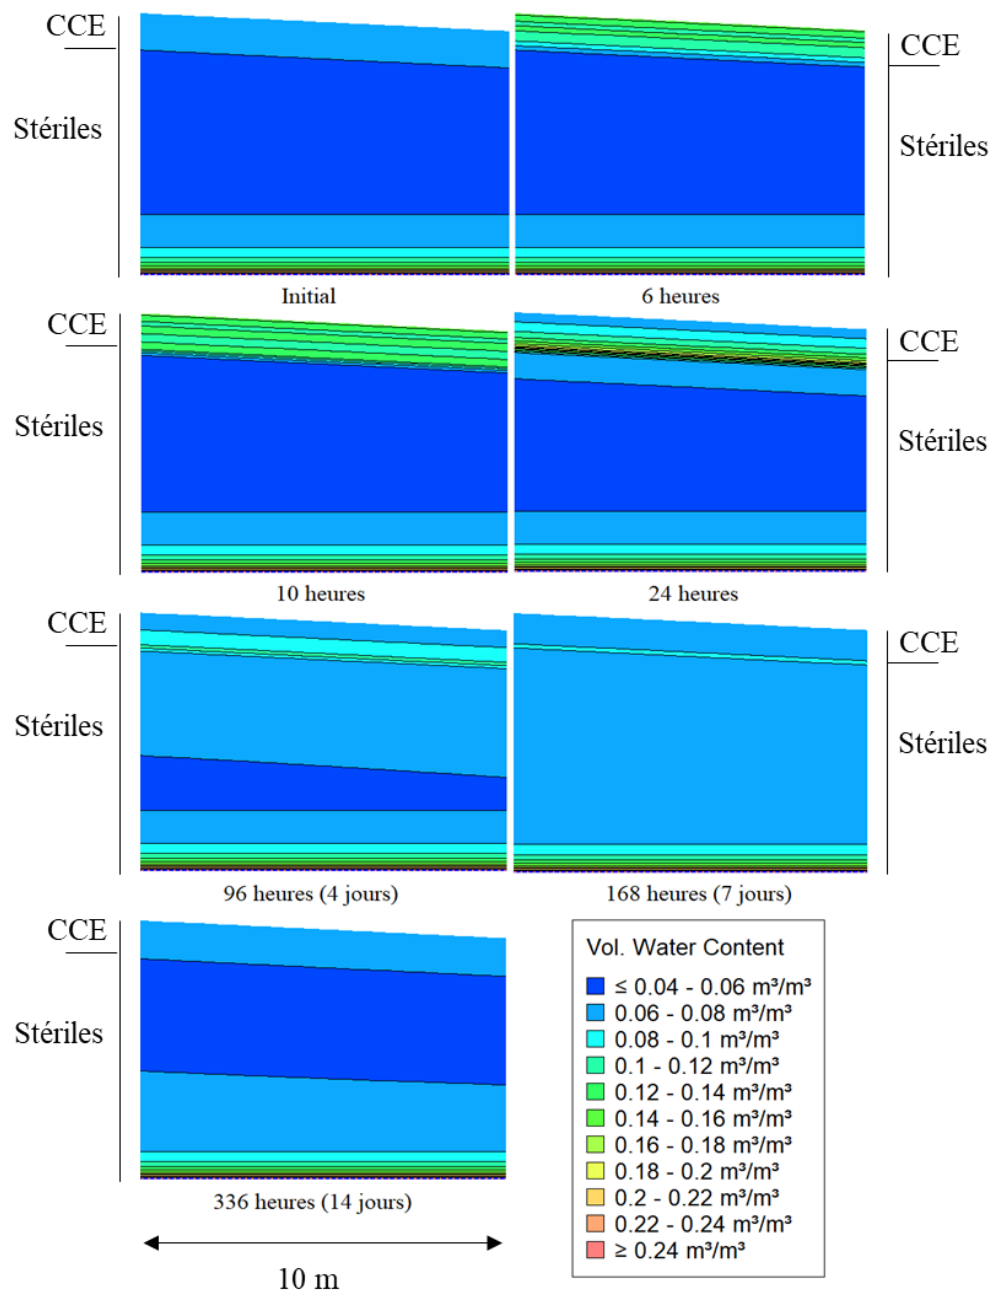 CCE
Stériles
Initial
CCE
Stériles
6 heures
CCE
Stériles
10 heures
CCE
Stériles
24 heures
CCE
Stériles
96 heures (4 jours)
CCE
Stériles
168 heures (7 jours)
CCE
Stériles
336 heures (14 jours)
10 m
Vol. Water Content
≤ 0.04 - 0.06 m³/m³
0.06 - 0.08 m³/m³
0.08 - 0.1 m³/m³
0.1 - 0.12 m³/m³
0.12 - 0.14 m³/m³
0.14 - 0.16 m³/m³
0.16 - 0.18 m³/m³
0.18 - 0.2 m³/m³
0.2 - 0.22 m³/m³
0.22 - 0.24 m³/m³
≥ 0.24 m³/m³